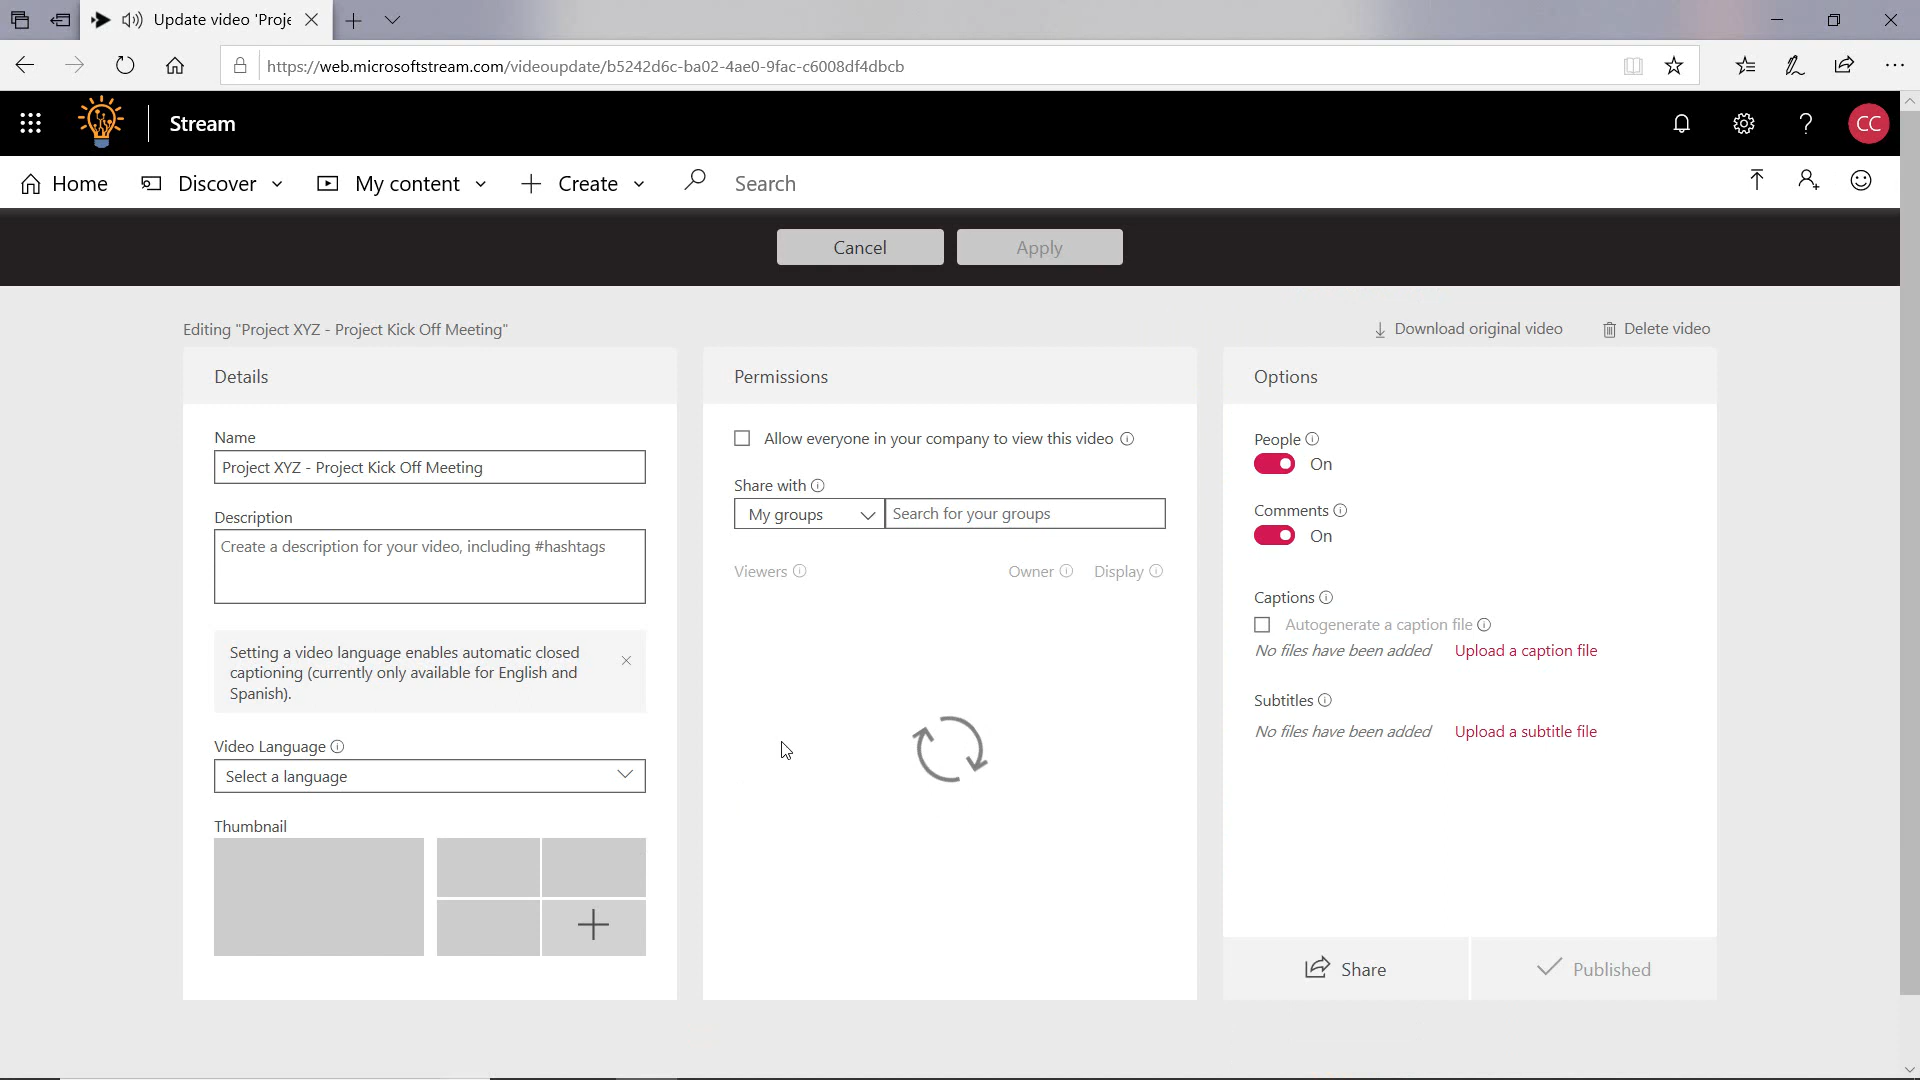 Update video 'Proje
https://web.microsoftstream.com/videoupdate/b5242d6c-ba02-4ae0-9fac-c6008df4dbcb
Stream
CC
Home
Discover
My content
Create
Search
Cancel
Apply
Editing "Project XYZ - Project Kick Off Meeting"
Download original video
Delete video
Details
Name
Project XYZ - Project Kick Off Meeting
Description
Create a description for your video, including #hashtags
Setting a video language enables automatic closed
captioning (currently only available for English and
Spanish).
Video Language
Select a language
Thumbnail
Permissions
Allow everyone in your company to view this video
Share with
My groups
Search for your groups
Viewers
Owner
Display
Options
People
On
Comments
On
Captions
Autogenerate a caption file
No files have been added Upload a caption file
Subtitles
No files have been added Upload a subtitle file
Share
Published